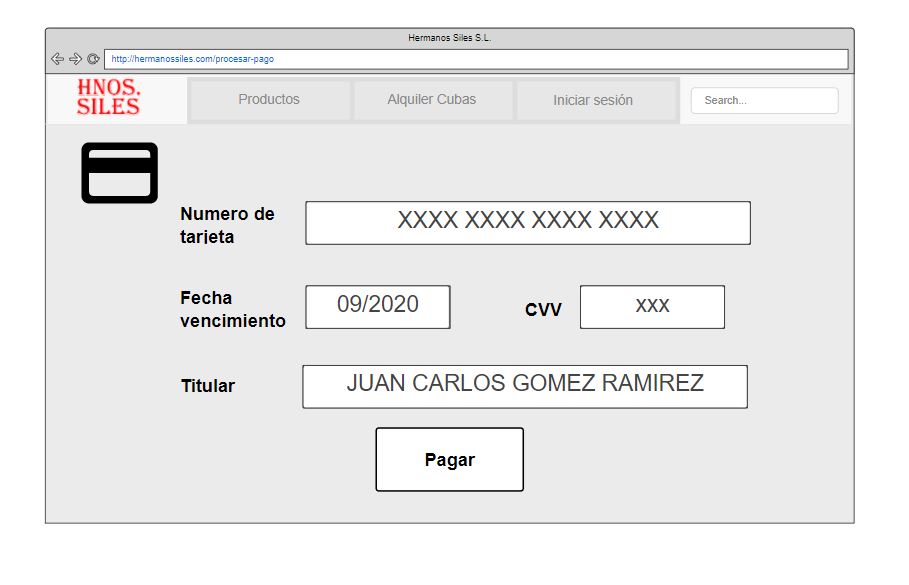 Hermanos Siles S.L.
http://hermanossiles.com/procesar-pago
HNOS.
SILES
Productos
Alquiler Cubas
Iniciar sesión
Search...
Numero de
tarjeta
XXXX XXXX XXXX XXXX
Fecha
vencimiento
09/2020
CVV
XXX
Titular
JUAN CARLOS GOMEZ RAMIREZ
Pagar